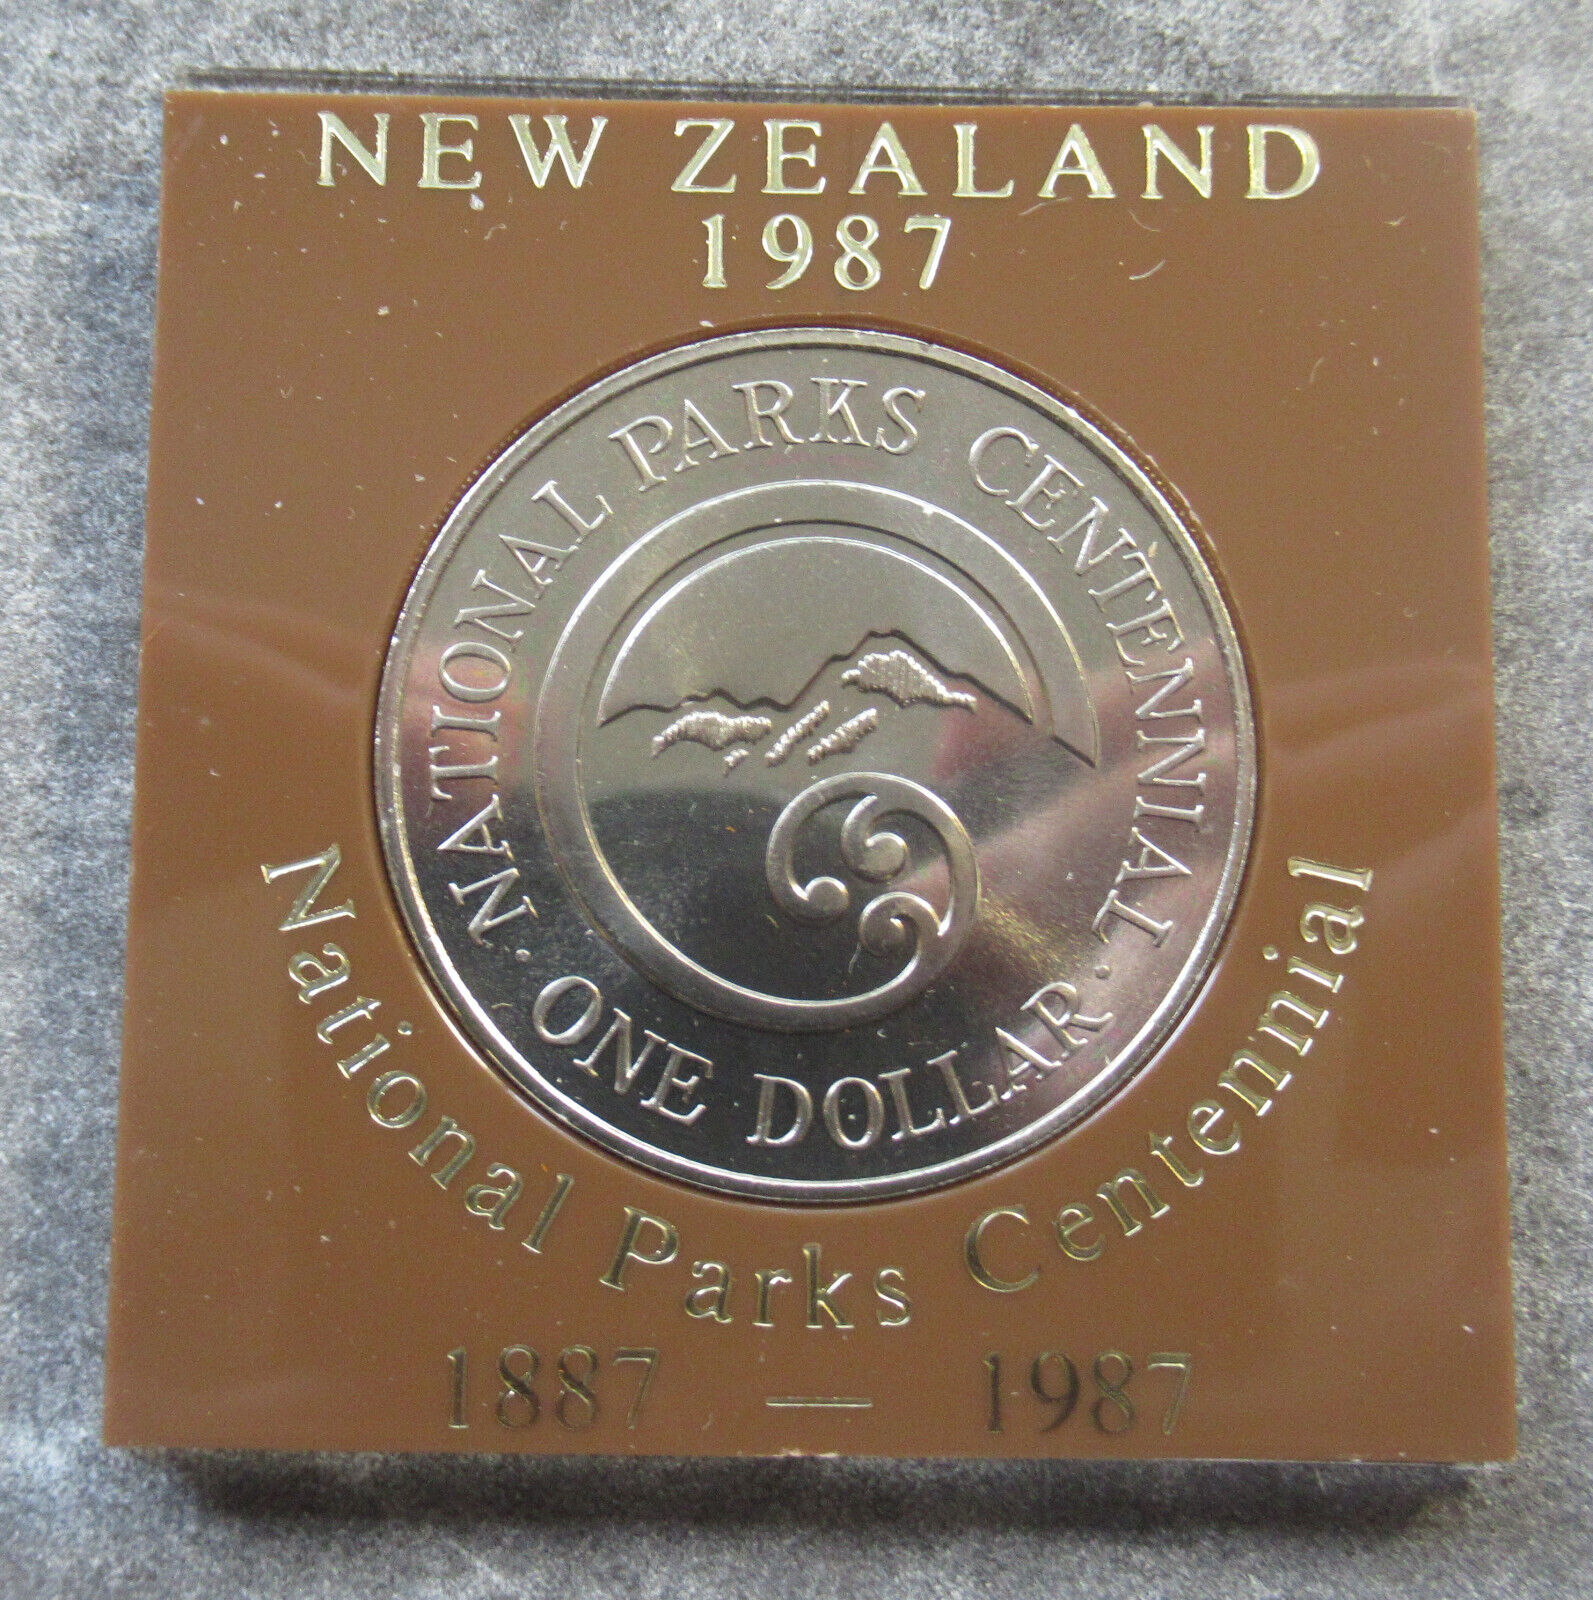 NEW ZEALAND
1987
NATIONAL PARKS CENTENNIAL
· ONE DOLLAR ·
National Parks Centennial
1887 — 1987